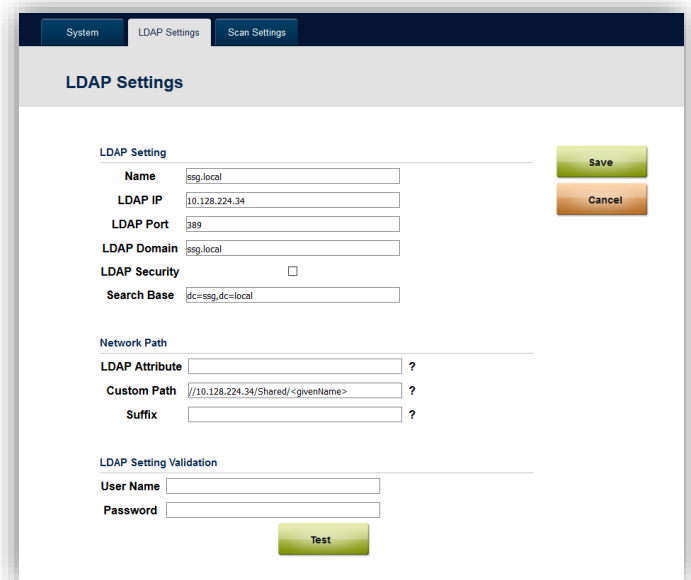 System LDAP Settings Scan Settings
LDAP Settings
LDAP Setting
Save
Name ssg.local
LDAP IP 10.128.224.34
Cancel
LDAP Port 389
LDAP Domain ssg.local
LDAP Security
Search Base dc=ssg,dc=local
Network Path
LDAP Attribute ?
Custom Path //10.128.224.34/Shared/<givenName> ?
Suffix ?
LDAP Setting Validation
User Name
Password
Test